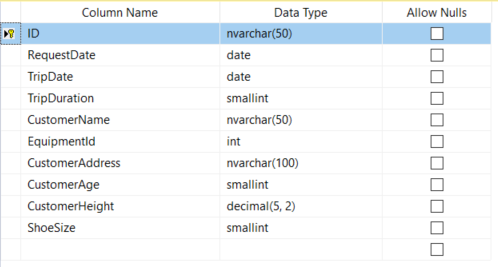 Column Name Data Type Allow Nulls
ID nvarchar(50)
RequestDate date
TripDate date
TripDuration smallint
CustomerName nvarchar(50)
EquipmentId int
CustomerAddress nvarchar(100)
CustomerAge smallint
CustomerHeight decimal(5, 2)
ShoeSize smallint